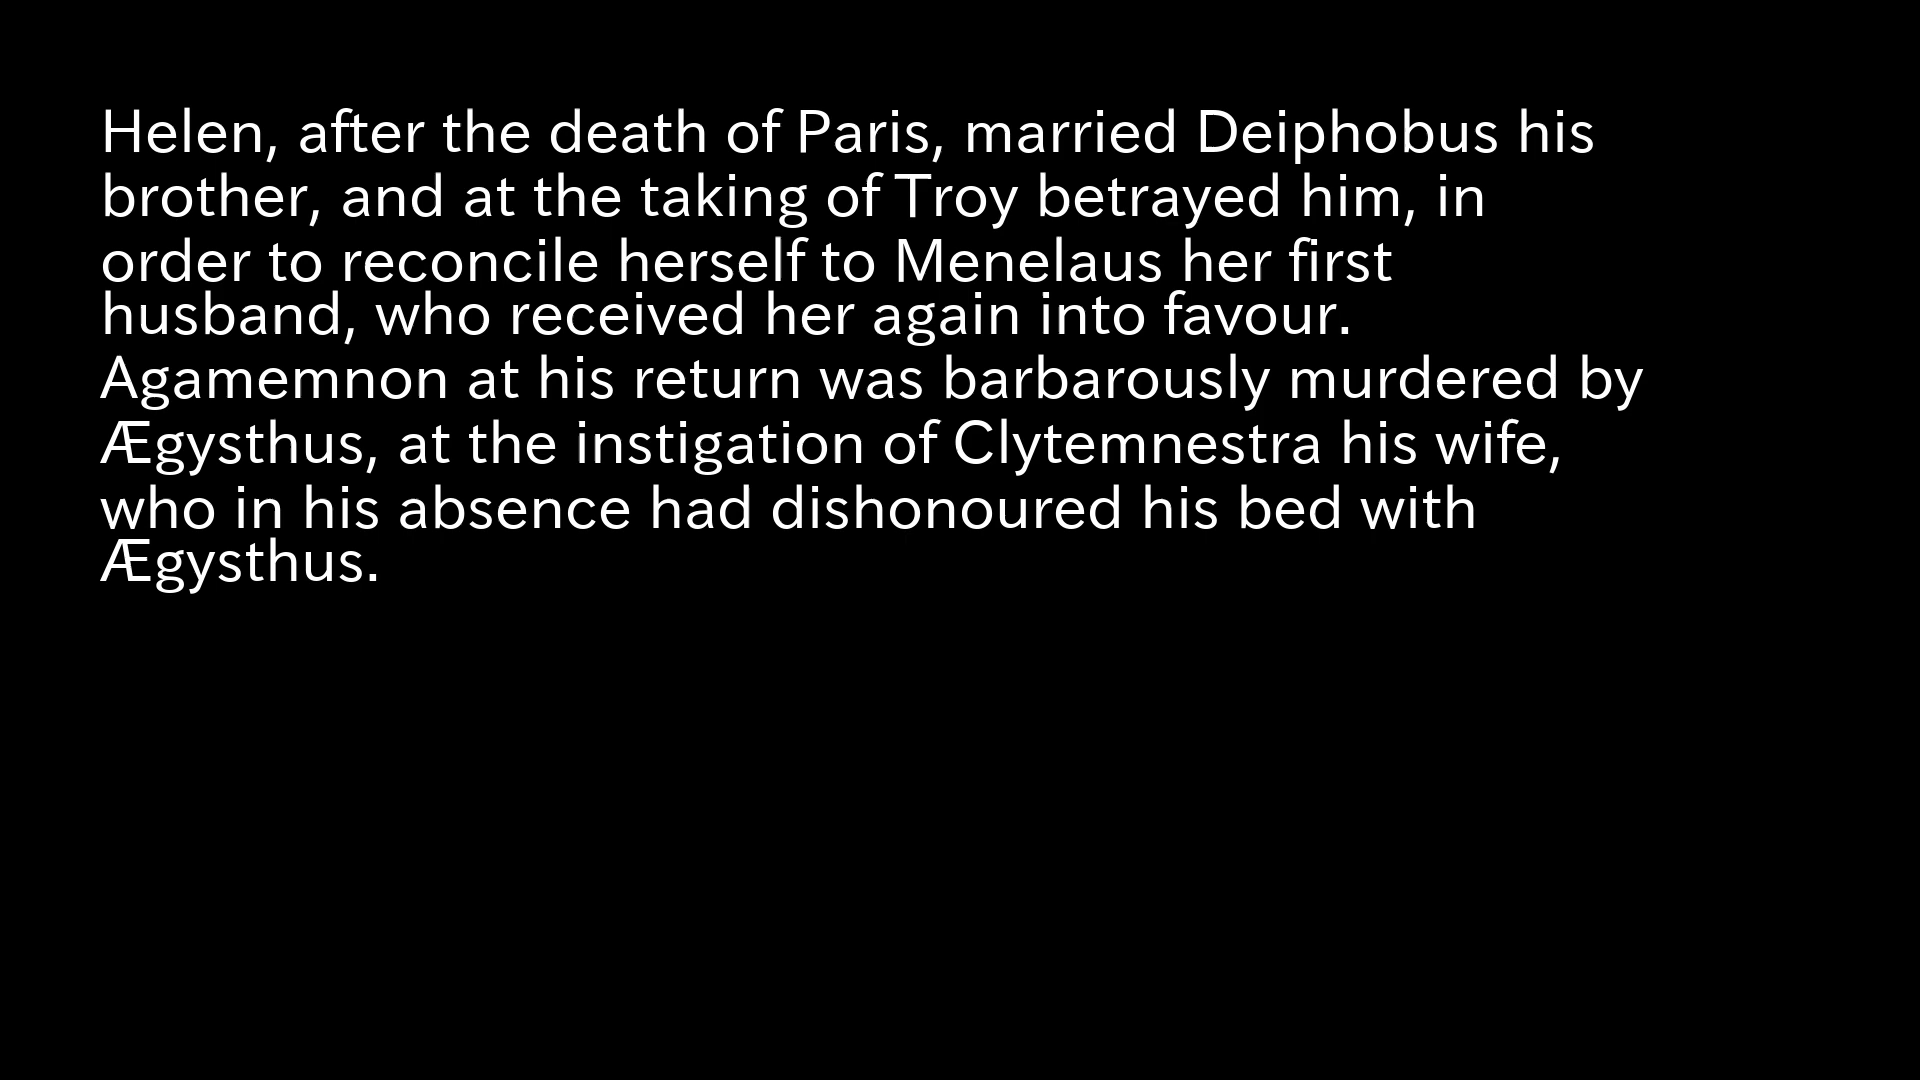 Helen, after the death of Paris, married Deiphobus his
brother, and at the taking of Troy betrayed him, in
order to reconcile herself to Menelaus her first
husband, who received her again into favour.
Agamemnon at his return was barbarously murdered by
Ægysthus, at the instigation of Clytemnestra his wife,
who in his absence had dishonoured his bed with
Ægysthus.